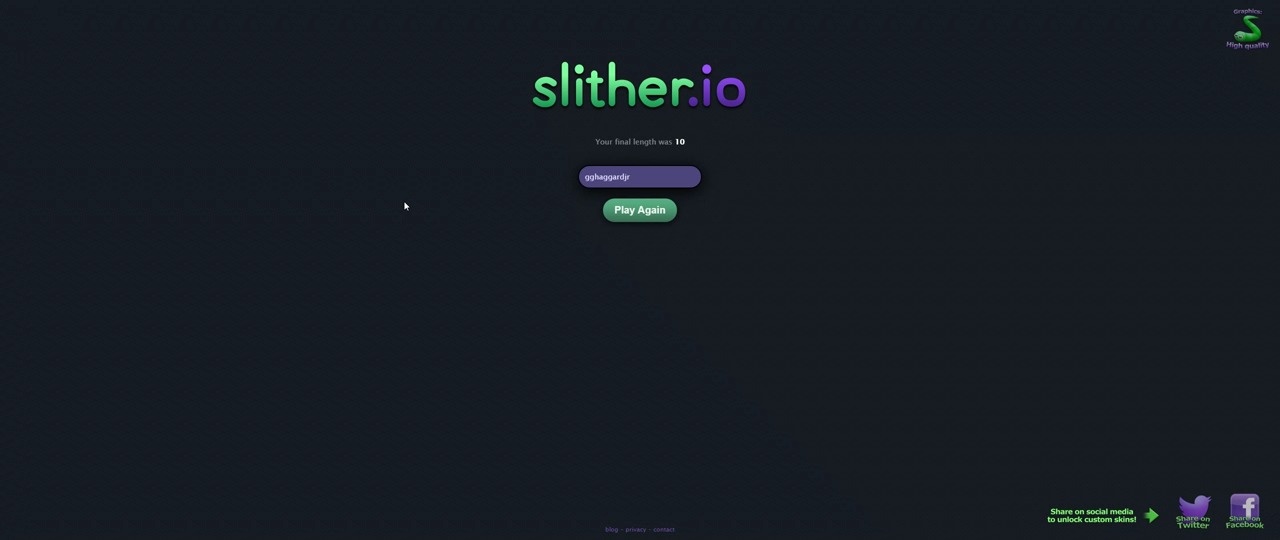 Graphics:
High quality
slither.io
Your final length was 10
gghaggardjr
Play Again
Share on social media
to unlock custom skins!
Share on
Twitter
Share on
Facebook
blog - privacy - contact